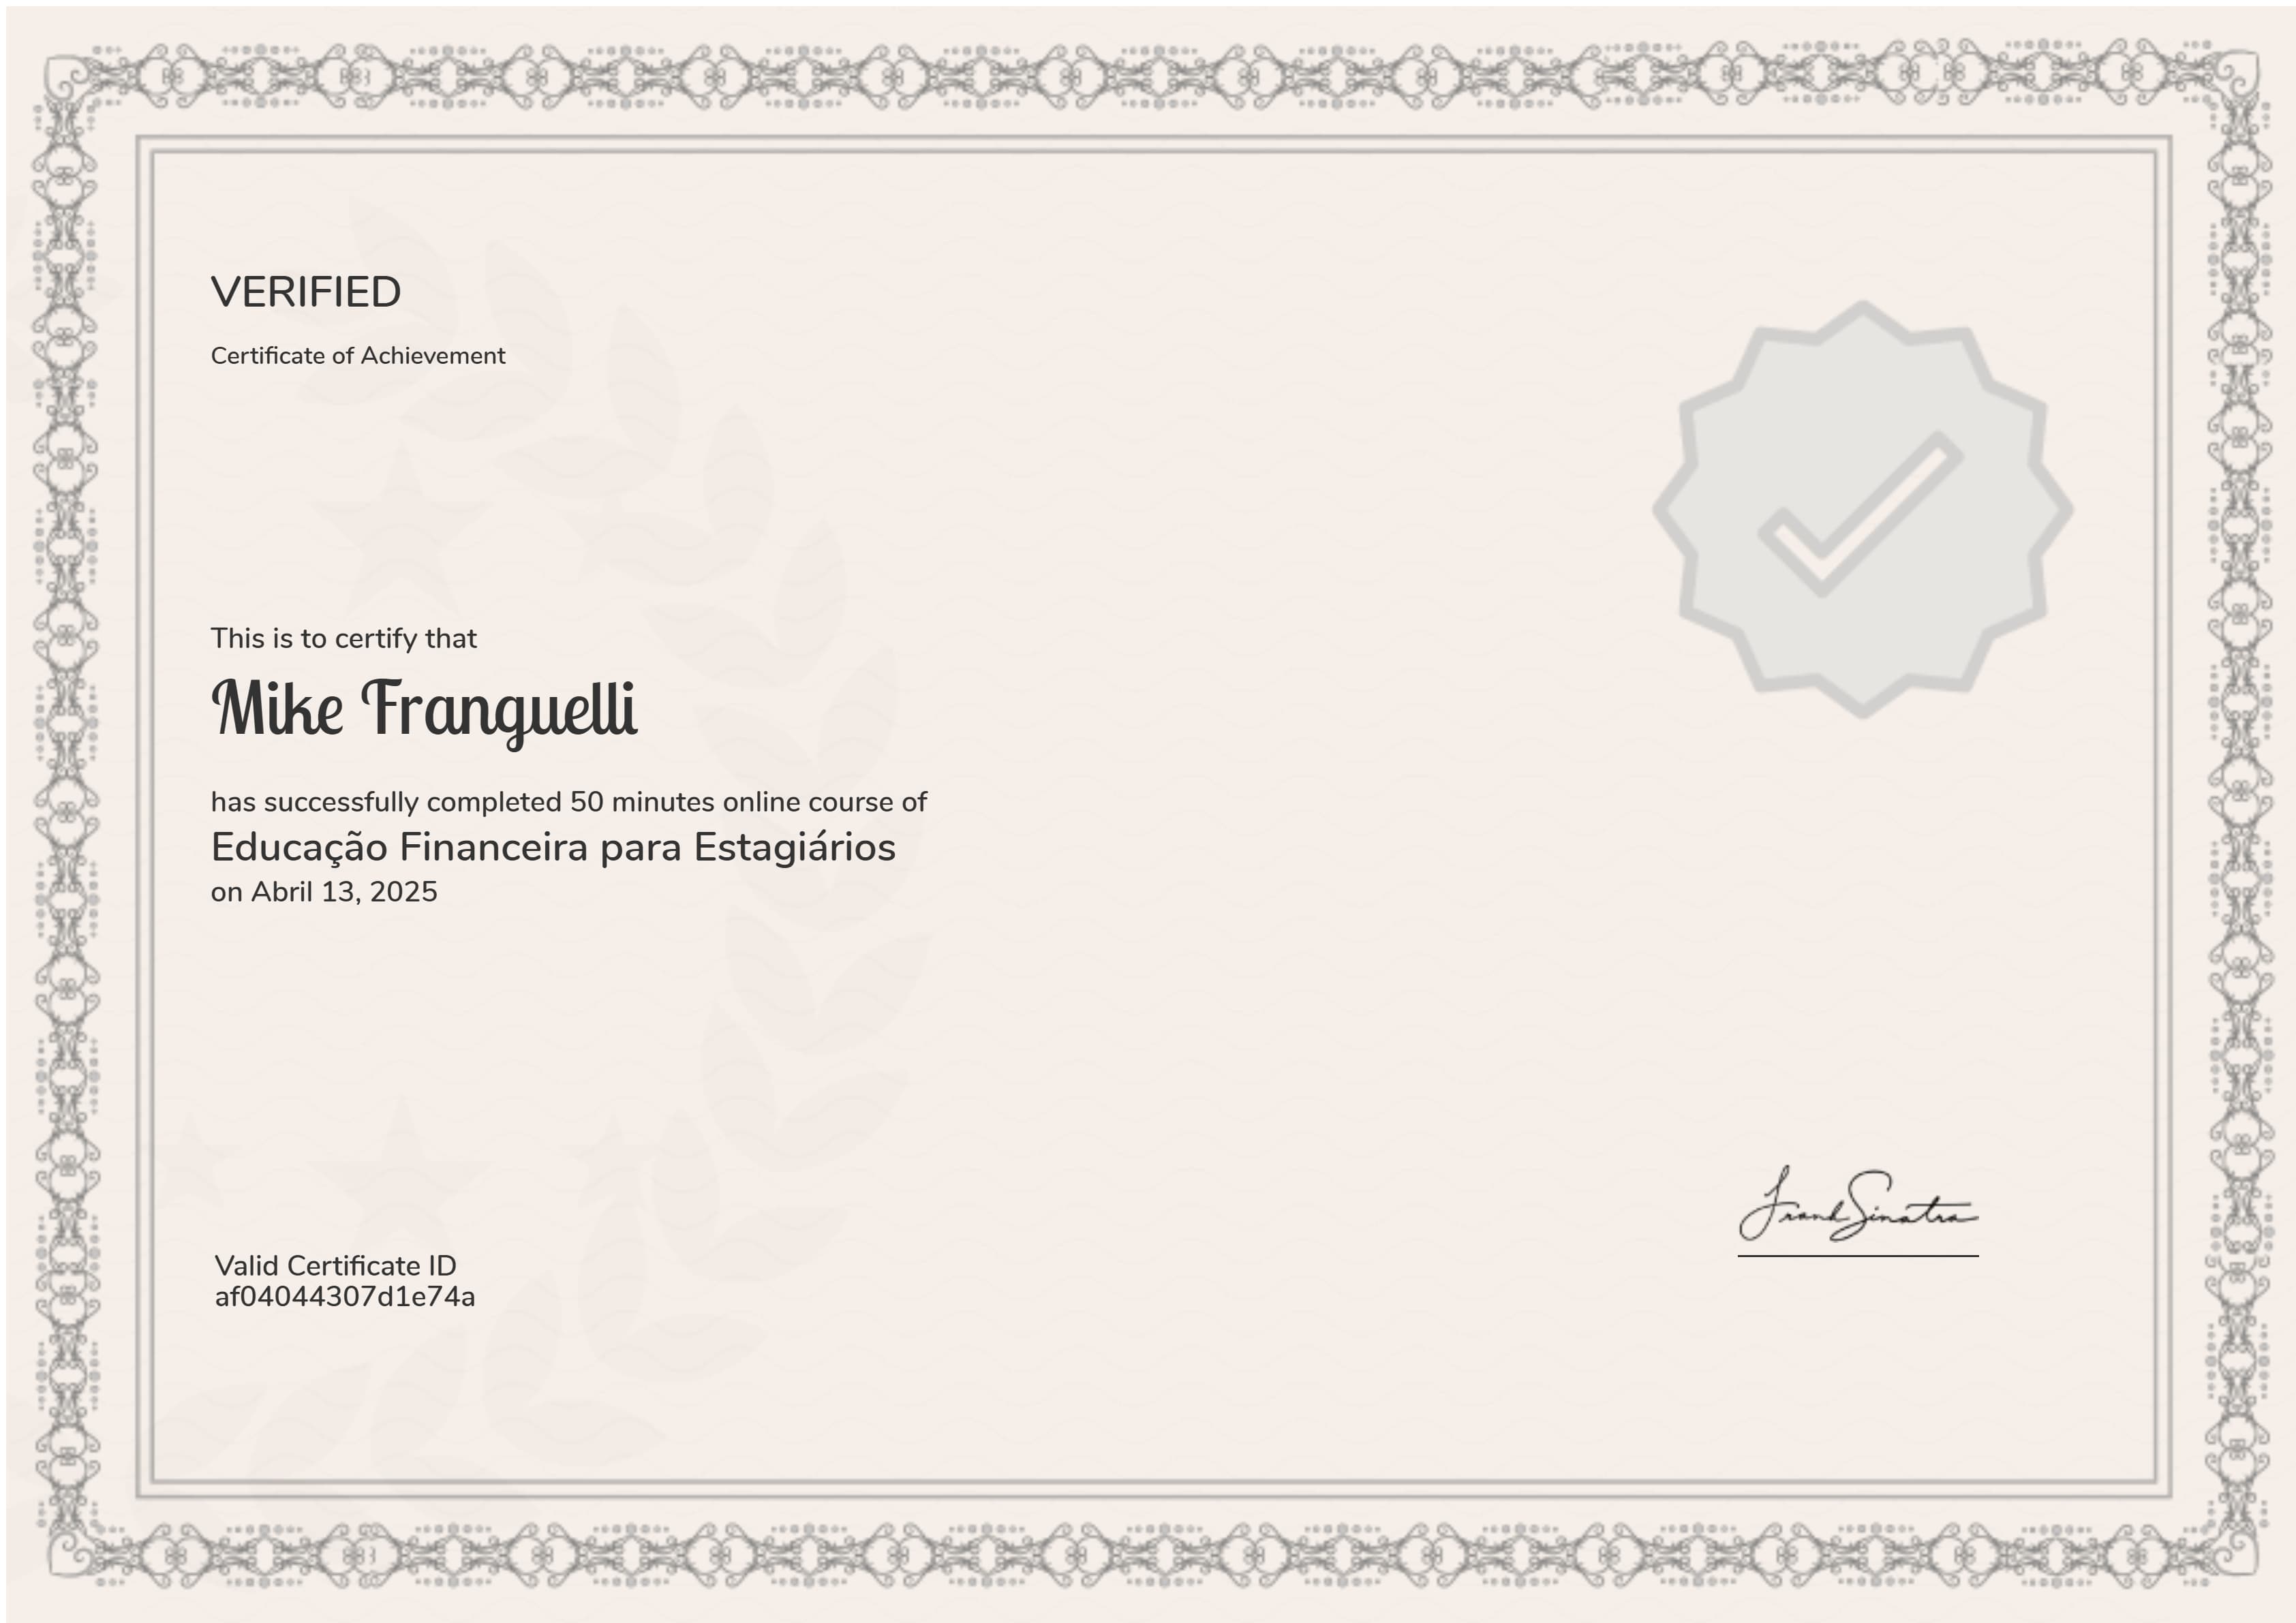 VERIFIED
Certificate of Achievement
This is to certify that
Mike Franguelli
has successfully completed 50 minutes online course of
Educação Financeira para Estagiários
on Abril 13, 2025
Frank Sinatra
Valid Certificate ID
af04044307d1e74a